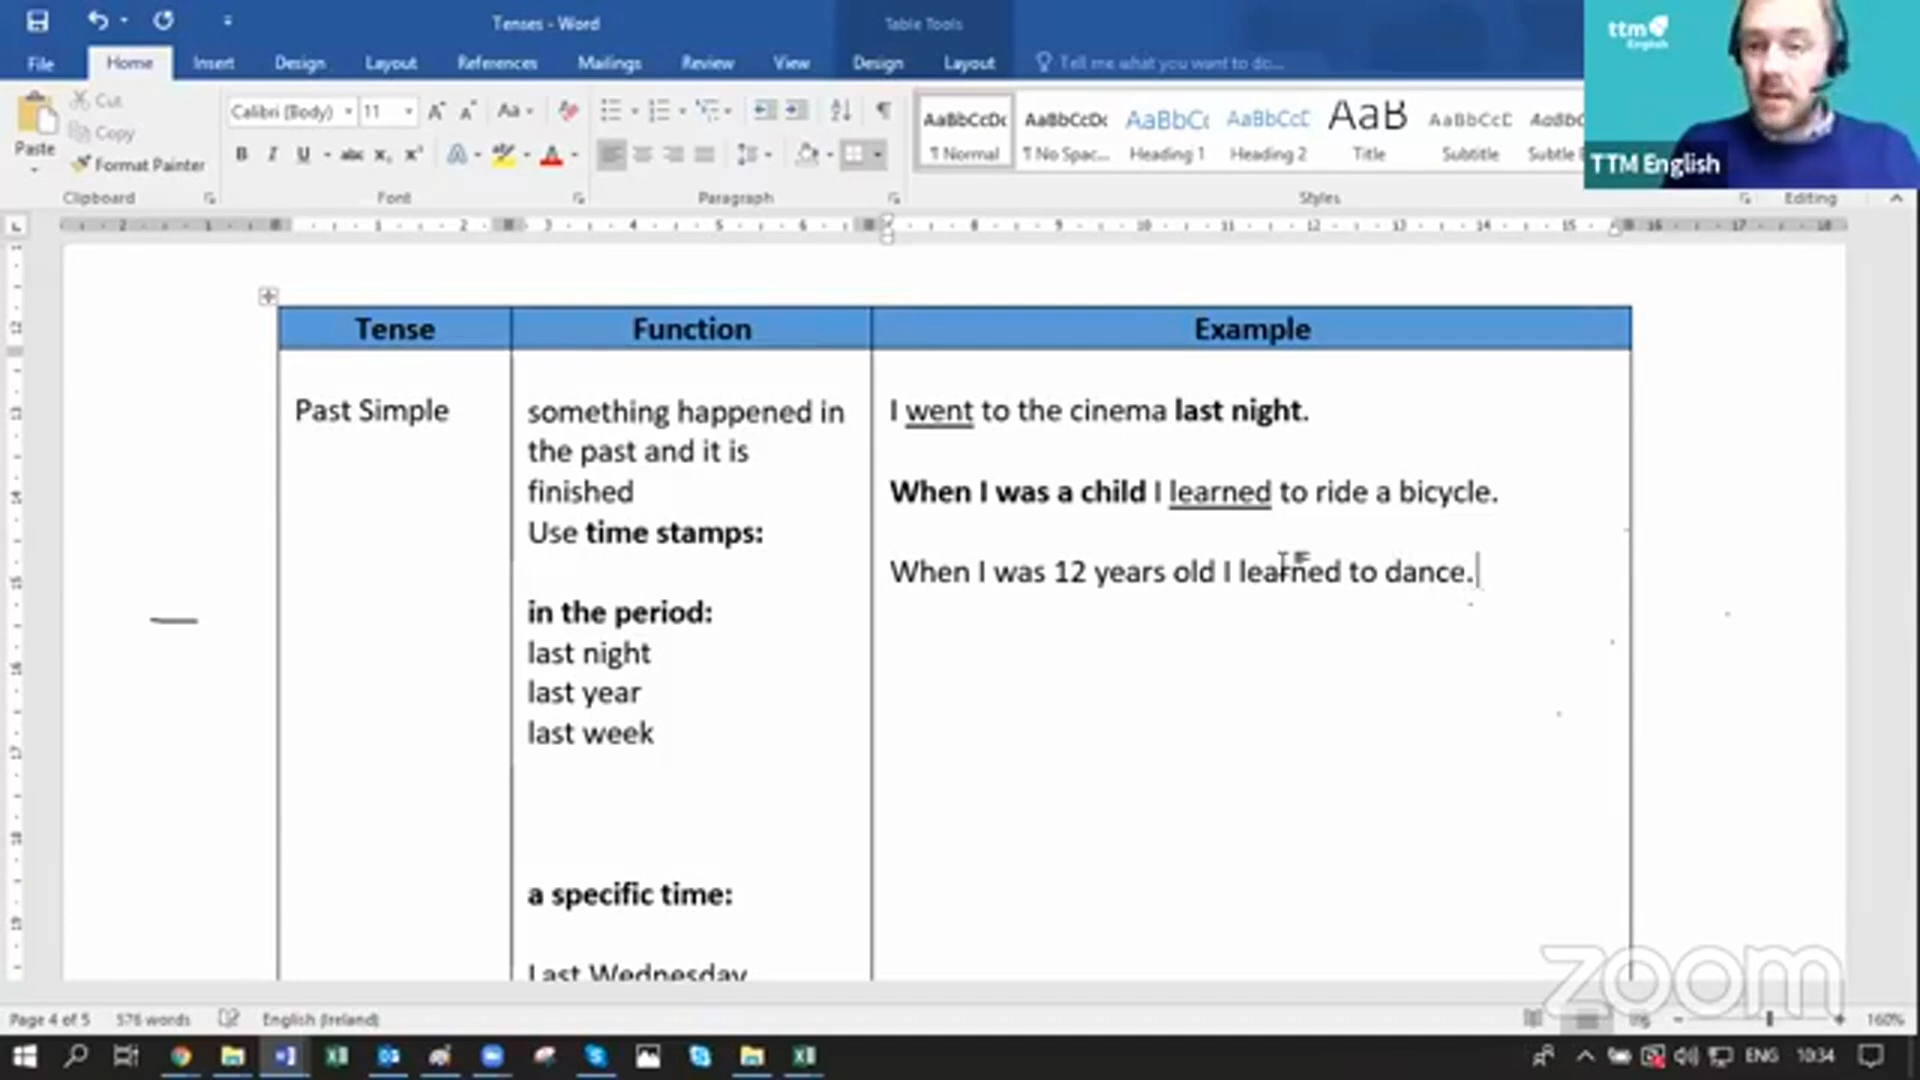 Tenses - Word
Table Tools
ttm
English
File
Home
Insert
Design
Layout
References
Mailings
Review
View
Design
Layout
Tell me what you want to do...
Paste
Cut
Copy
Format Painter
Calibri (Body)
11
AaBbCcDc
AaBbCcDc
AaBbCc
AaBbCcD
AaB
AaBbCcD
AaBbCc
¶ Normal
¶ No Spac...
Heading 1
Heading 2
Title
Subtitle
Subtle
TTM English
Clipboard
Font
Paragraph
Styles
Editing
Tense
Function
Example
Past Simple
something happened in
the past and it is
finished
Use time stamps:
in the period:
last night
last year
last week
a specific time:
Last Wednesday
I went to the cinema last night.
When I was a child I learned to ride a bicycle.
When I was 12 years old I learned to dance.
zoom
Page 4 of 5
576 words
English (Ireland)
160%
ENG
10:34